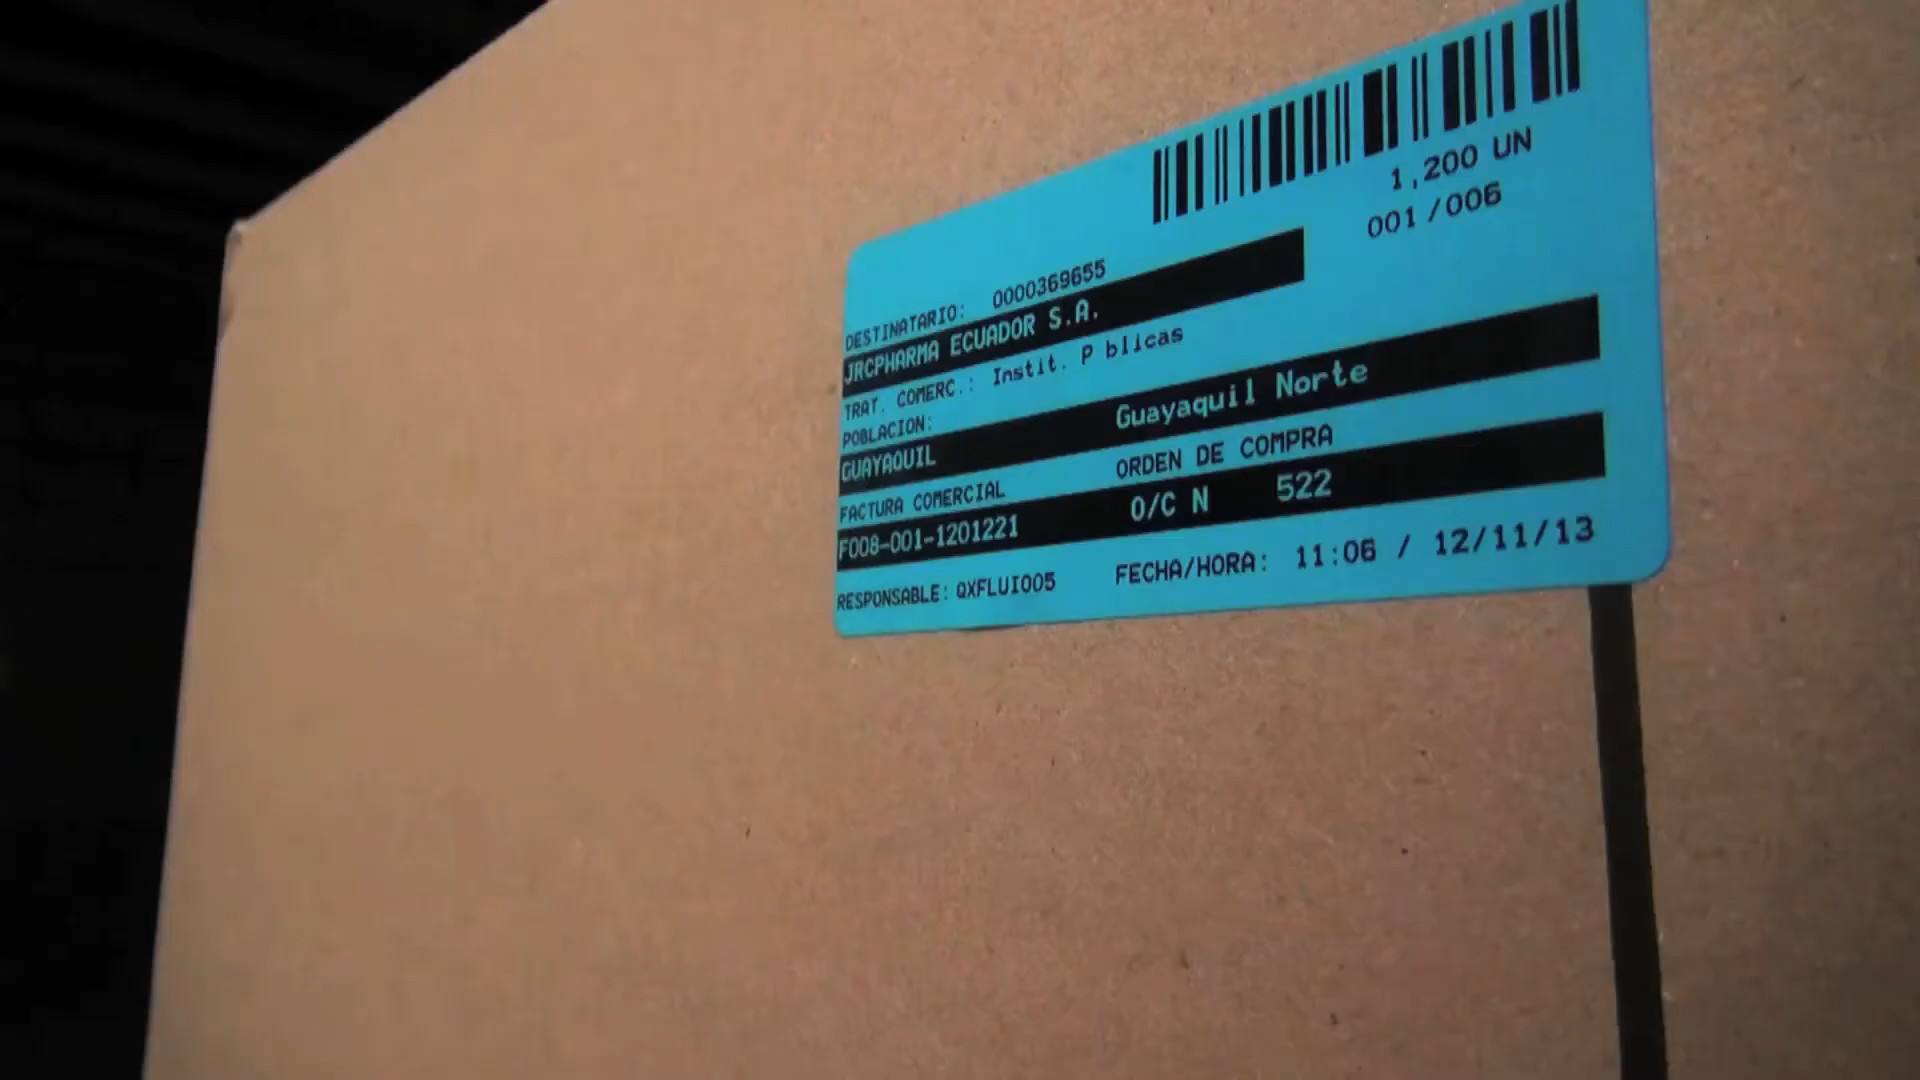 1,200 UN
001/006
DESTINATARIO: 0000369655
JRCPHARMA ECUADOR S.A.
TRAT. COMERC.: Instit. P blicas
POBLACION:
GUAYAQUIL Guayaquil Norte
FACTURA COMERCIAL ORDEN DE COMPRA
F008-001-1201221 O/C N 522
RESPONSABLE: QXFLUI005 FECHA/HORA: 11:06 / 12/11/13